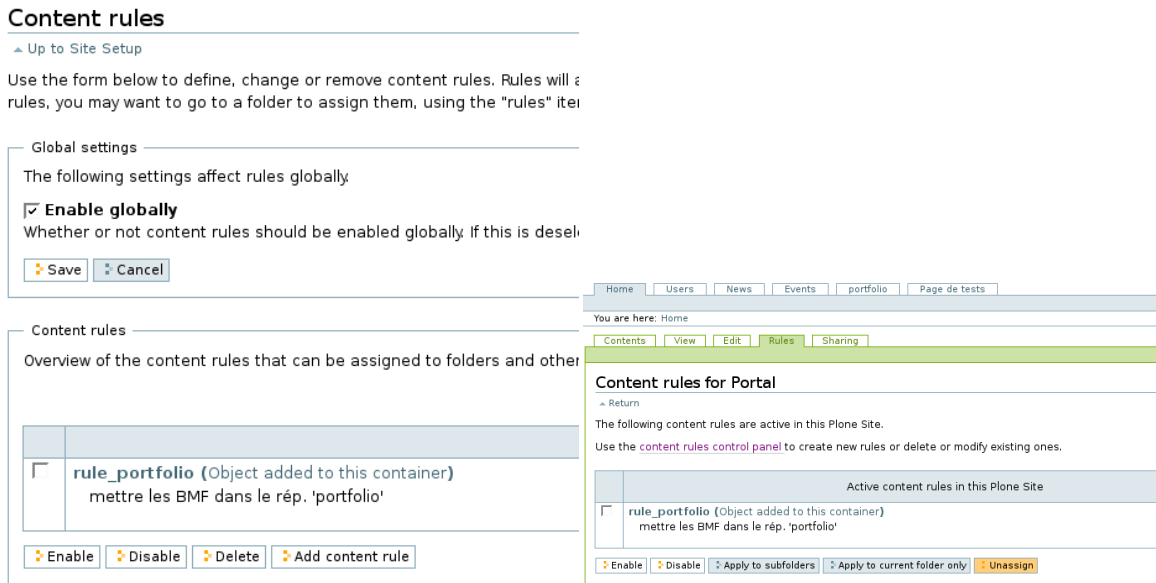 Content rules
Up to Site Setup
Use the form below to define, change or remove content rules. Rules will a
rules, you may want to go to a folder to assign them, using the "rules" ite
Global settings
The following settings affect rules globally.
Enable globally
Whether or not content rules should be enabled globally. If this is desel
Save Cancel
Content rules
Overview of the content rules that can be assigned to folders and other
rule_portfolio (Object added to this container)
mettre les BMF dans le rép. 'portfolio'
Enable Disable Delete Add content rule
Home Users News Events portfolio Page de tests
You are here: Home
Contents View Edit Rules Sharing
Content rules for Portal
Return
The following content rules are active in this Plone Site.
Use the content rules control panel to create new rules or delete or modify existing ones.
Active content rules in this Plone Site
rule_portfolio (Object added to this container)
mettre les BMF dans le rép. 'portfolio'
Enable Disable Apply to subfolders Apply to current folder only Unassign